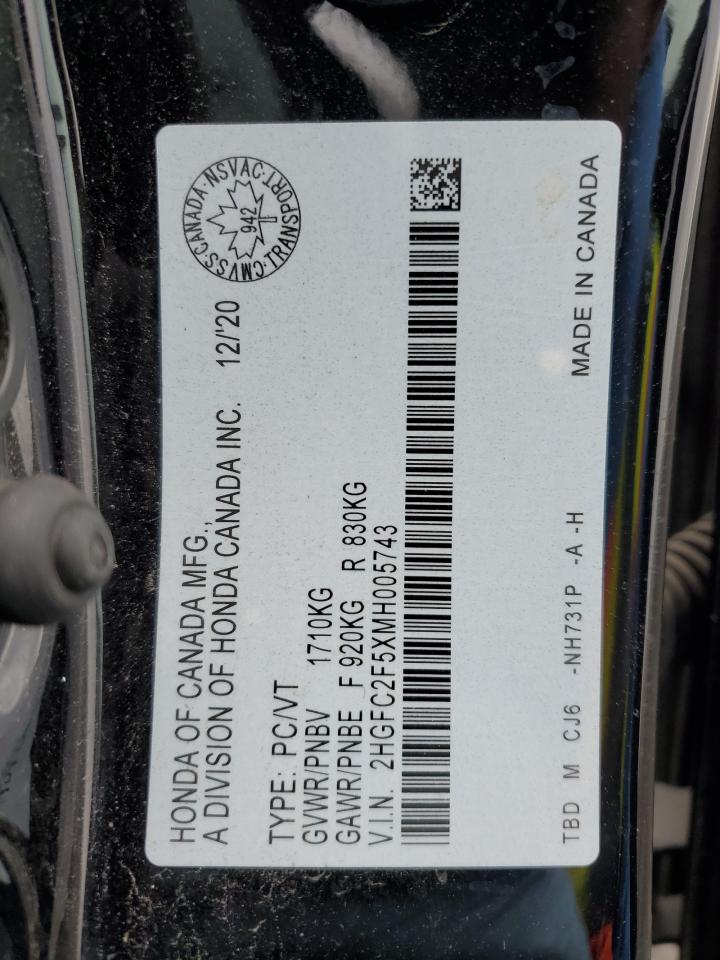 HONDA OF CANADA MFG.,
A DIVISION OF HONDA CANADA INC. 12/'20
CMVSS·CANADA·NSVAC·TRANSPORT·
942
TYPE: PC/VT
GVWR/PNBV 1710KG
GAWR/PNBE F 920KG R 830KG
V.I.N. 2HGFC2F5XMH005743
TBD M CJ6 -NH731P -A -H MADE IN CANADA